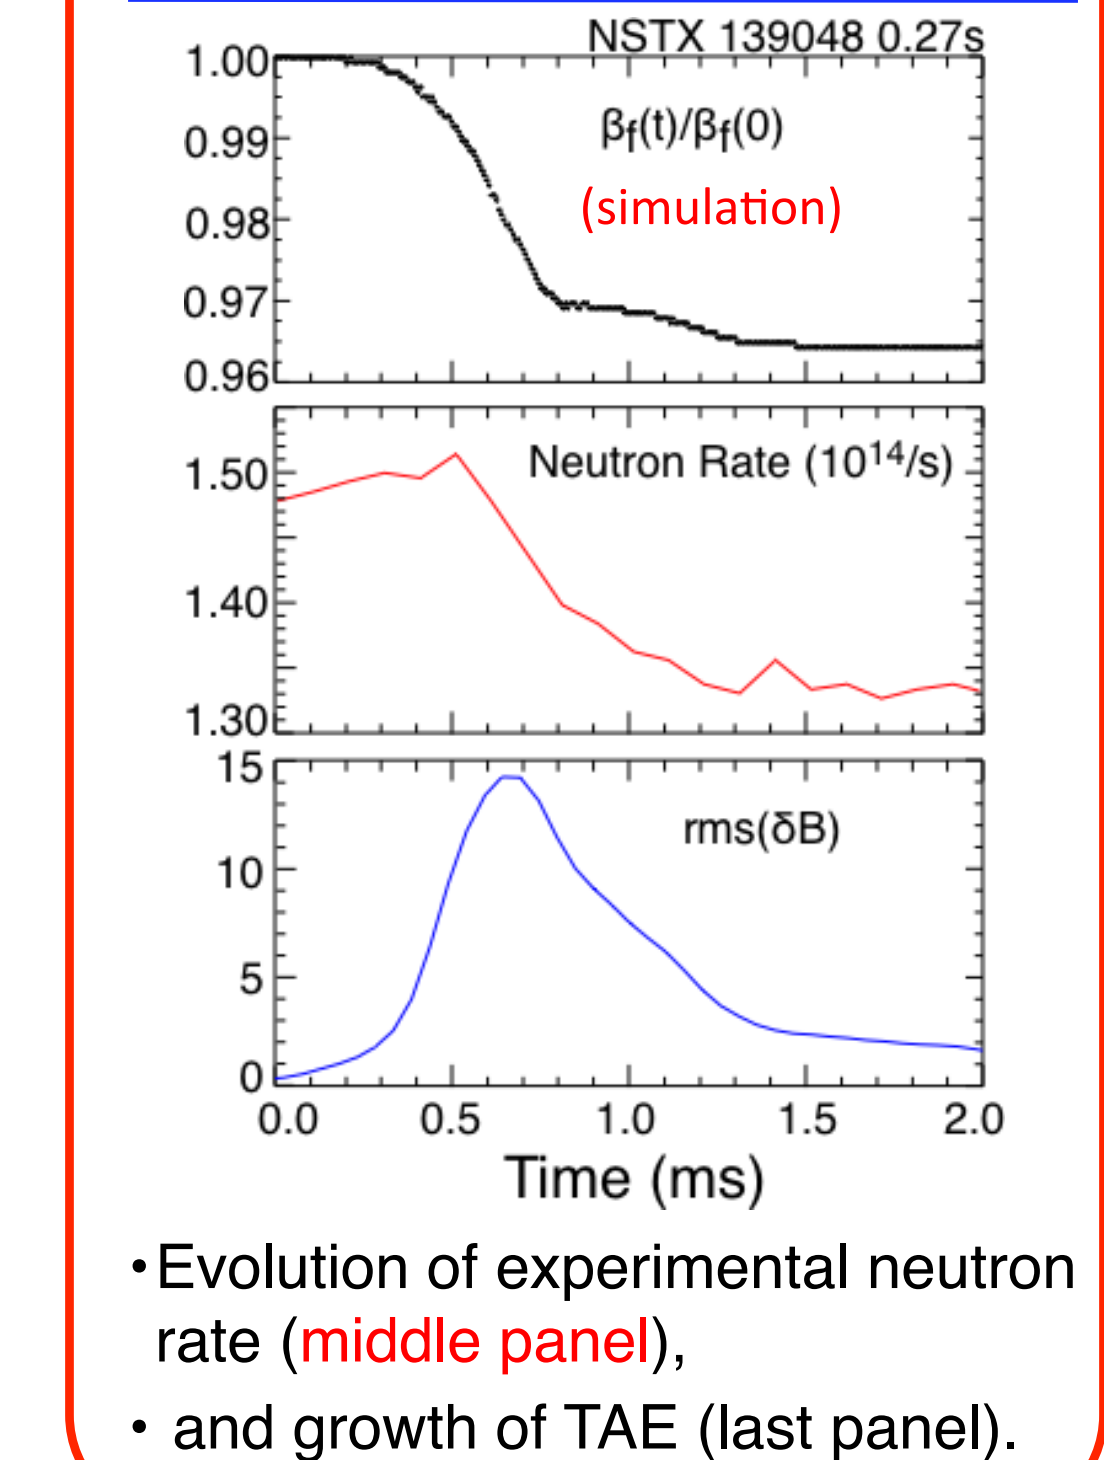 NSTX 139048 0.27s
1.00
0.99
0.98
0.97
0.96
βf(t)/βf(0)
(simulation)
1.50
1.40
1.30
Neutron Rate (10¹⁴/s)
15
10
5
0
rms(δB)
0.0 0.5 1.0 1.5 2.0
Time (ms)
•Evolution of experimental neutron
rate (middle panel),
• and growth of TAE (last panel).